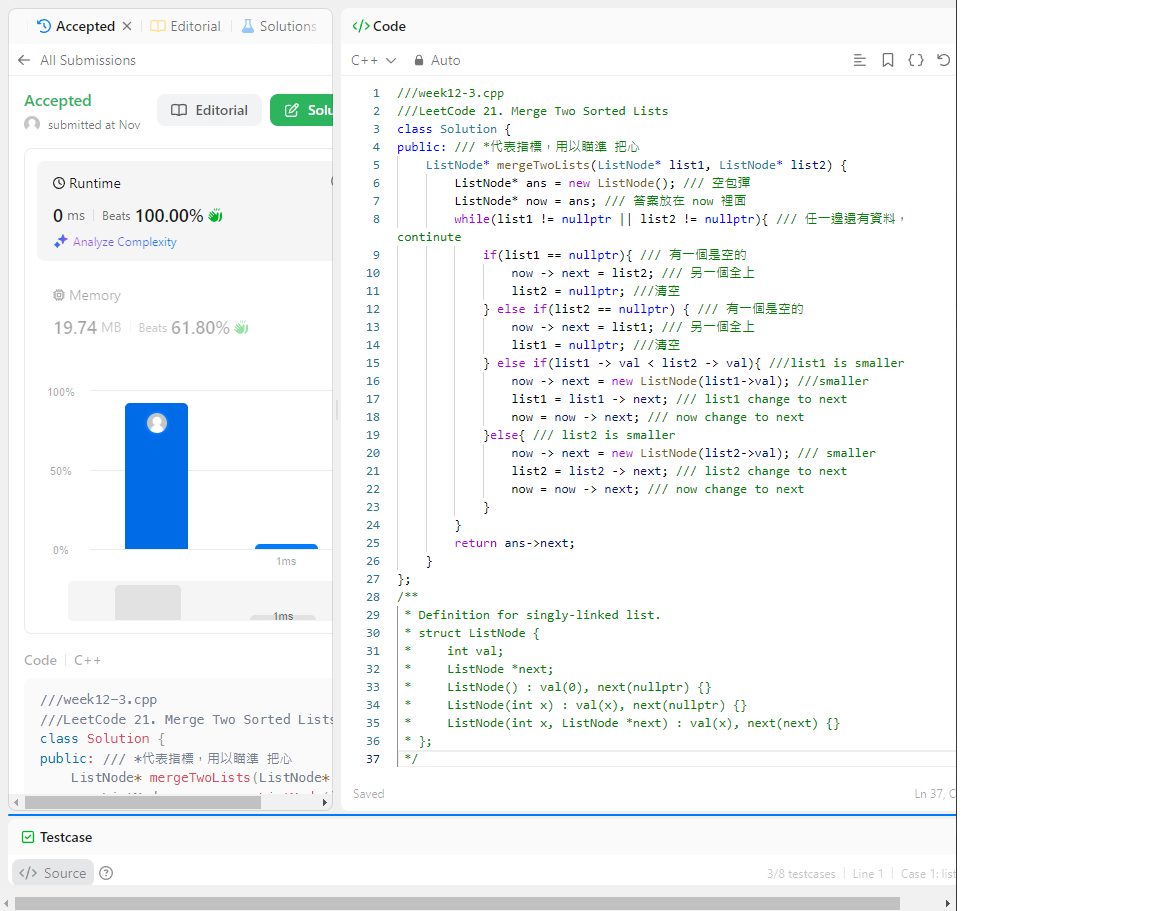 Accepted
Editorial
Solutions
All Submissions
Accepted
submitted at Nov
Editorial
Solu
Runtime
0 ms
Beats 100.00%
Analyze Complexity
Memory
19.74 MB
Beats 61.80%
100%
50%
0%
1ms
1ms
Code
C++
///week12-3.cpp
///LeetCode 21. Merge Two Sorted Lists
class Solution {
public: /// *代表指標，用以瞄準 把心
ListNode* mergeTwoLists(ListNode*
Code
C++
Auto
1 ///week12-3.cpp
2 ///LeetCode 21. Merge Two Sorted Lists
3 class Solution {
4 public: /// *代表指標，用以瞄準 把心
5 ListNode* mergeTwoLists(ListNode* list1, ListNode* list2) {
6 ListNode* ans = new ListNode(); /// 空包彈
7 ListNode* now = ans; /// 答案放在 now 裡面
8 while(list1 != nullptr || list2 != nullptr){ /// 任一邊還有資料，
continute
9 if(list1 == nullptr){ /// 有一個是空的
10 now -> next = list2; /// 另一個全上
11 list2 = nullptr; ///清空
12 } else if(list2 == nullptr) { /// 有一個是空的
13 now -> next = list1; /// 另一個全上
14 list1 = nullptr; ///清空
15 } else if(list1 -> val < list2 -> val){ ///list1 is smaller
16 now -> next = new ListNode(list1->val); ///smaller
17 list1 = list1 -> next; /// list1 change to next
18 now = now -> next; /// now change to next
19 }else{ /// list2 is smaller
20 now -> next = new ListNode(list2->val); /// smaller
21 list2 = list2 -> next; /// list2 change to next
22 now = now -> next; /// now change to next
23 }
24 }
25 return ans->next;
26 }
27 };
28 /**
29 * Definition for singly-linked list.
30 * struct ListNode {
31 * int val;
32 * ListNode *next;
33 * ListNode() : val(0), next(nullptr) {}
34 * ListNode(int x) : val(x), next(nullptr) {}
35 * ListNode(int x, ListNode *next) : val(x), next(next) {}
36 * };
37 */
Saved
Ln 37, C
Testcase
Source
3/8 testcases
Line 1
Case 1: list